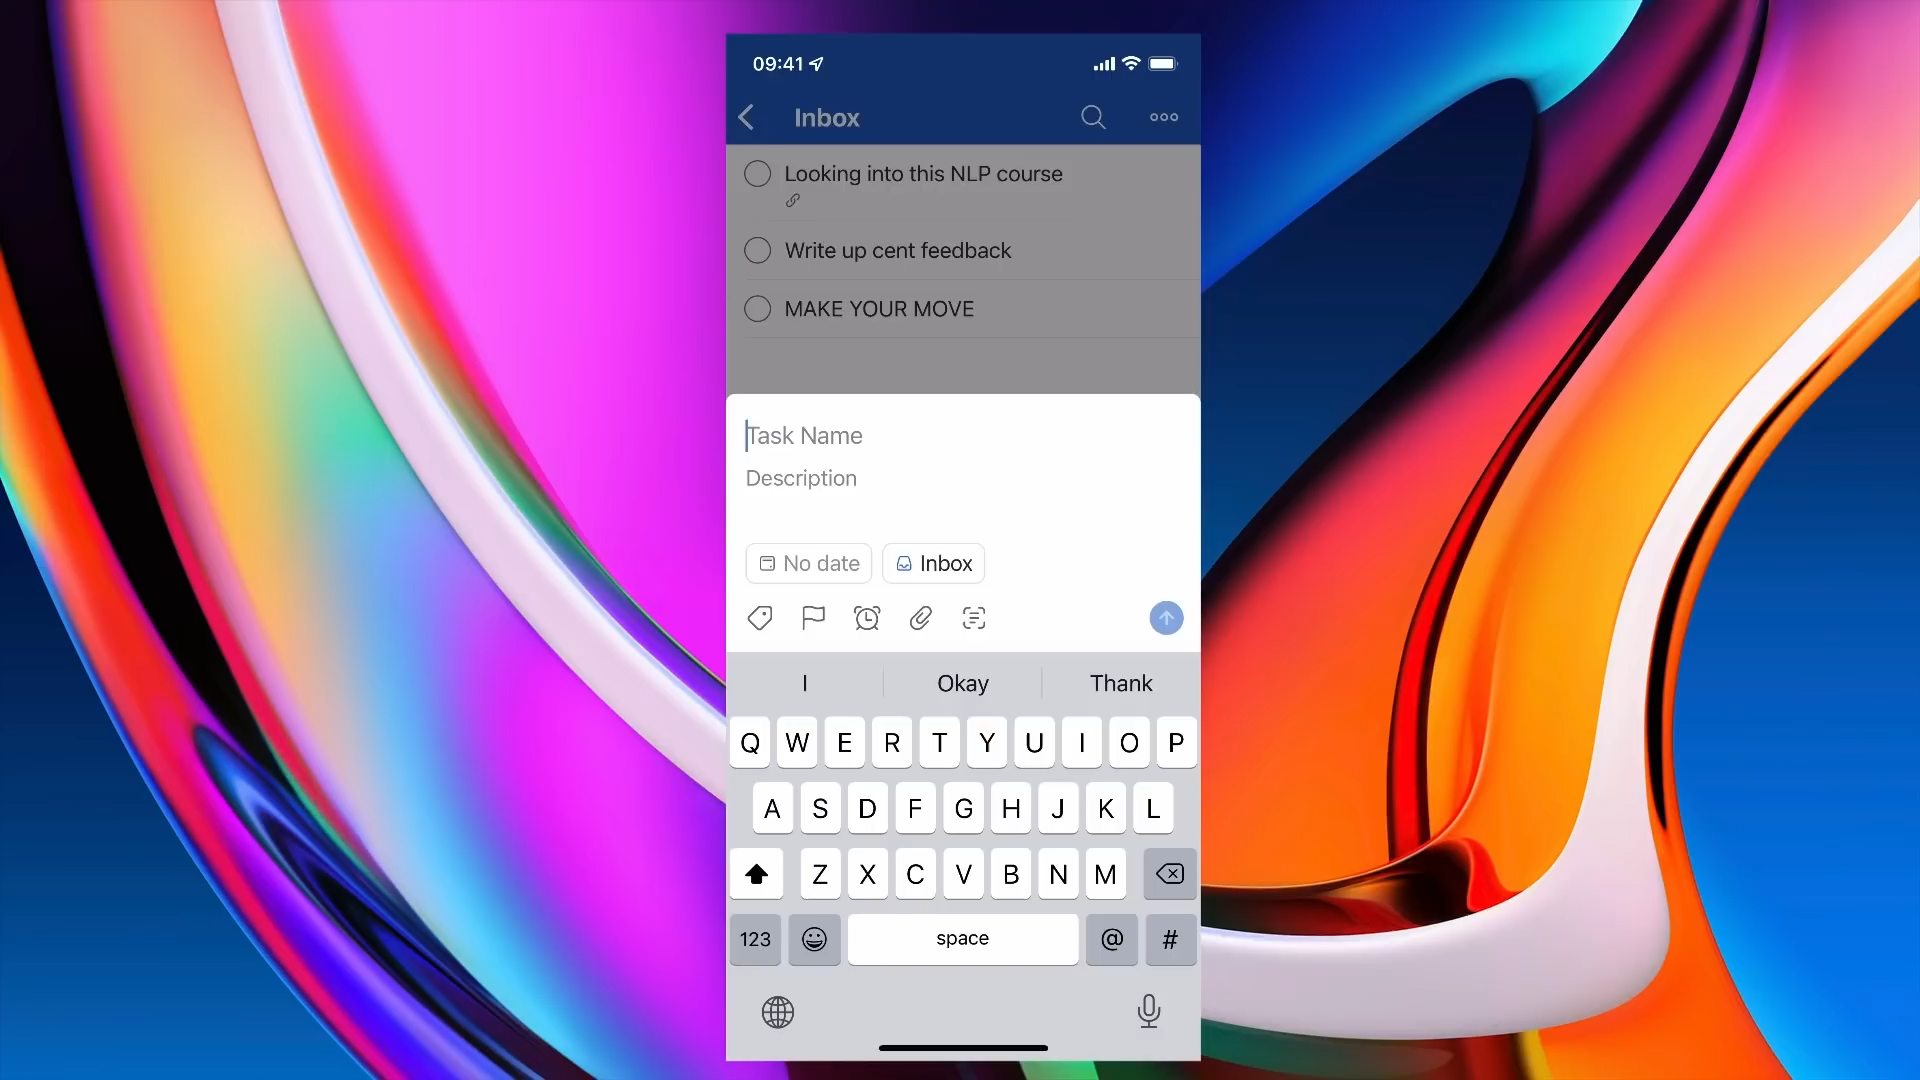 09:41
Inbox
Looking into this NLP course
Write up cent feedback
MAKE YOUR MOVE
Task Name
Description
No date Inbox
I Okay Thank
Q W E R T Y U I O P
A S D F G H J K L
Z X C V B N M
123 space @ #